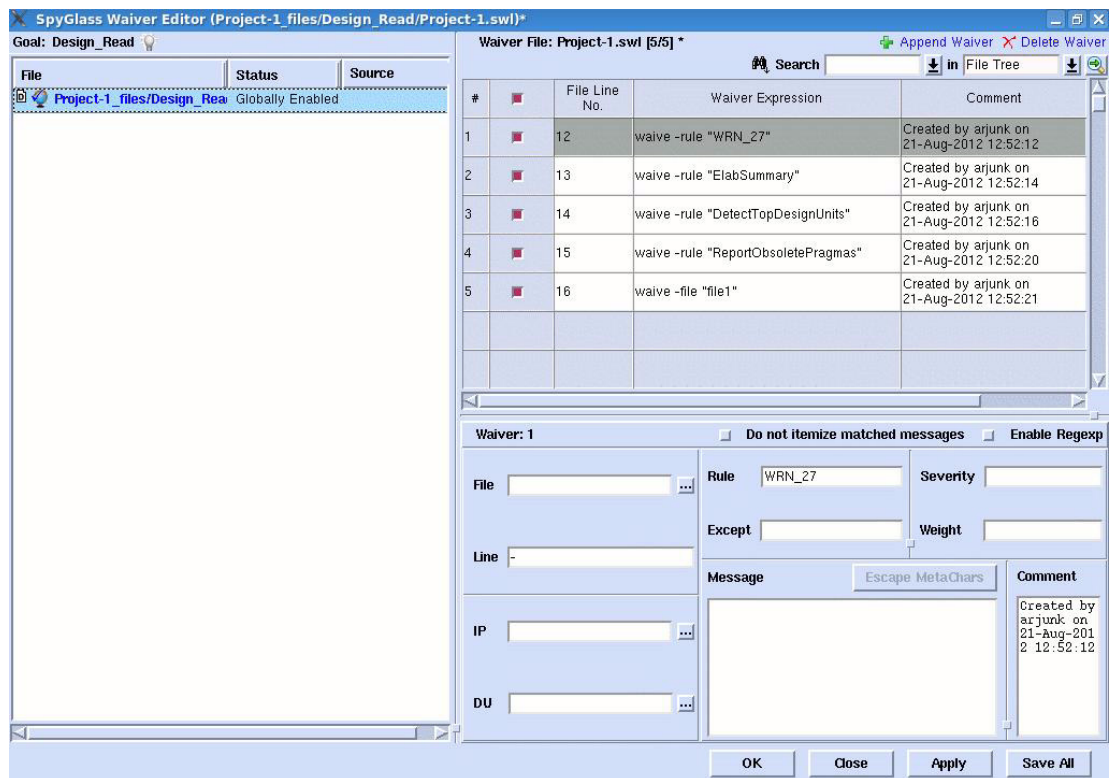 SpyGlass Waiver Editor (Project-1_files/Design_Read/Project-1.swl)*
Goal: Design_Read
File Status Source
Project-1_files/Design_Rea Globally Enabled
Waiver File: Project-1.swl [5/5] *
Append Waiver Delete Waiver
Search in File Tree
# File Line No. Waiver Expression Comment
1 12 waive -rule "WRN_27" Created by arjunk on
21-Aug-2012 12:52:12
2 13 waive -rule "ElabSummary" Created by arjunk on
21-Aug-2012 12:52:14
3 14 waive -rule "DetectTopDesignUnits" Created by arjunk on
21-Aug-2012 12:52:16
4 15 waive -rule "ReportObsoletePragmas" Created by arjunk on
21-Aug-2012 12:52:20
5 16 waive -file "file1" Created by arjunk on
21-Aug-2012 12:52:21
Waiver: 1 Do not itemize matched messages Enable Regexp
File ...
Line -
IP ...
DU ...
Rule WRN_27 Severity
Except Weight
Message Escape MetaChars
Comment
Created by
arjunk on
21-Aug-201
2 12:52:12
OK Close Apply Save All